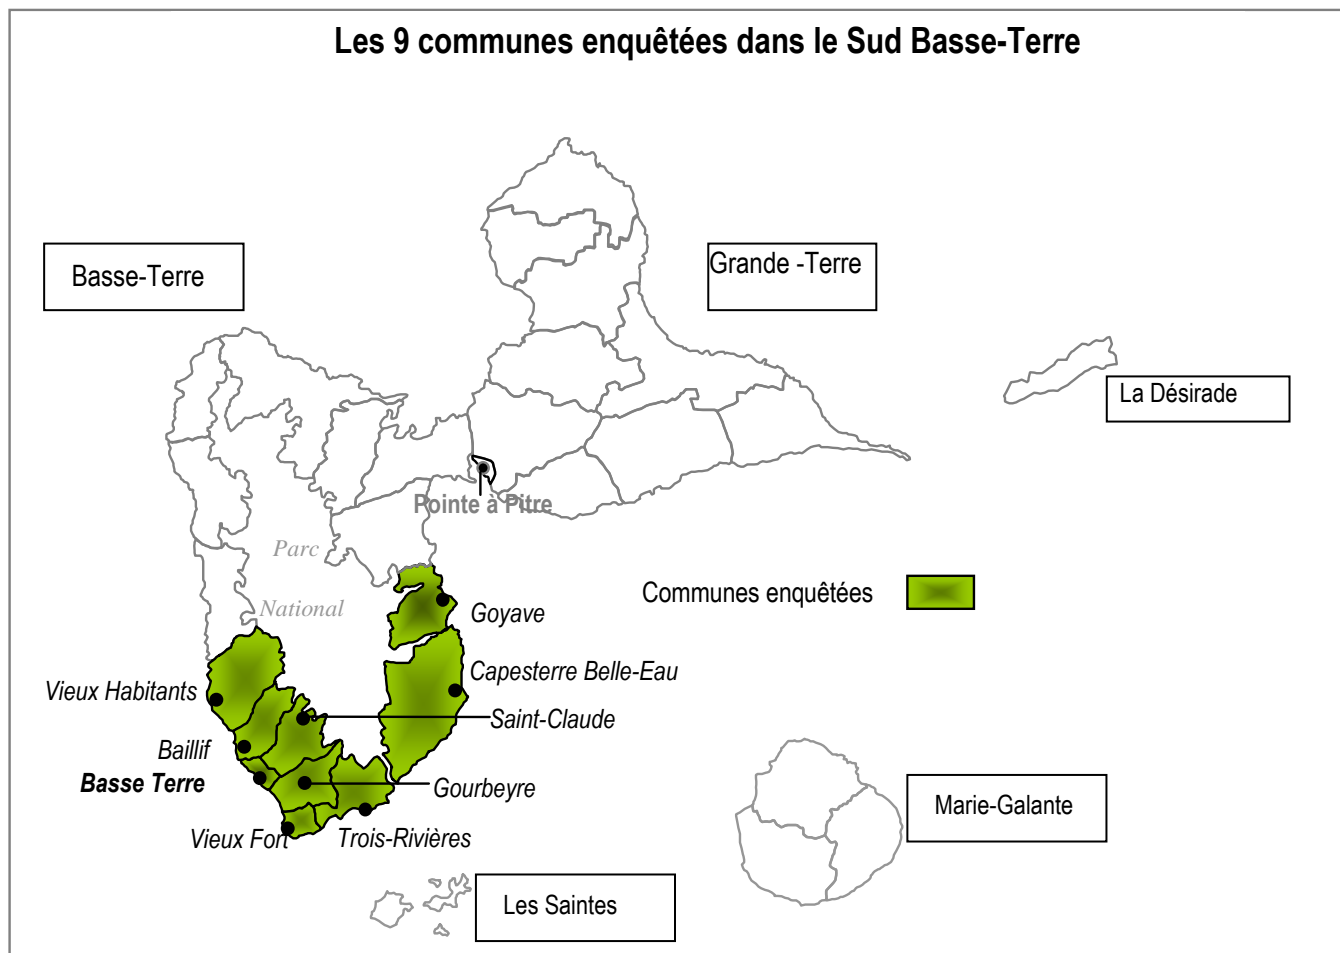 Les 9 communes enquêtées dans le Sud Basse-Terre
Basse-Terre
Grande -Terre
La Désirade
Pointe à Pitre
Parc
National
Communes enquêtées
Goyave
Capesterre Belle-Eau
Vieux Habitants
Saint-Claude
Baillif
Basse Terre
Gourbeyre
Marie-Galante
Vieux Fort
Trois-Rivières
Les Saintes